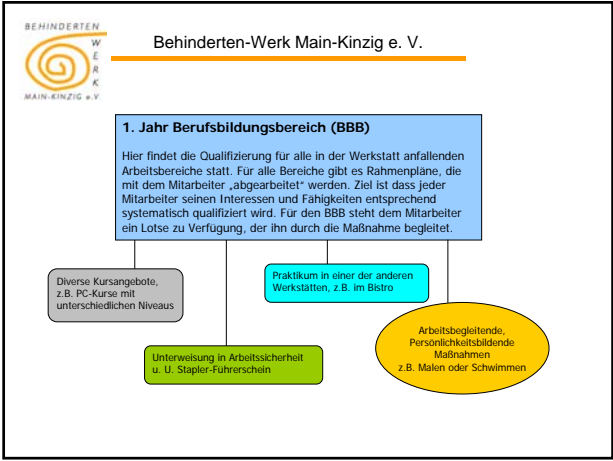 BEHINDERTEN
WERK
MAIN-KINZIG e.V.
Behinderten-Werk Main-Kinzig e. V.
1. Jahr Berufsbildungsbereich (BBB)
Hier findet die Qualifizierung für alle in der Werkstatt anfallenden
Arbeitsbereiche statt. Für alle Bereiche gibt es Rahmenpläne, die
mit dem Mitarbeiter „abgearbeitet“ werden. Ziel ist dass jeder
Mitarbeiter seinen Interessen und Fähigkeiten entsprechend
systematisch qualifiziert wird. Für den BBB steht dem Mitarbeiter
ein Lotse zu Verfügung, der ihn durch die Maßnahme begleitet.
Diverse Kursangebote,
z.B. PC-Kurse mit
unterschiedlichen Niveaus
Praktikum in einer der anderen
Werkstätten, z.B. im Bistro
Unterweisung in Arbeitssicherheit
u. U. Stapler-Führerschein
Arbeitsbegleitende,
Persönlichkeitsbildende
Maßnahmen
z.B. Malen oder Schwimmen